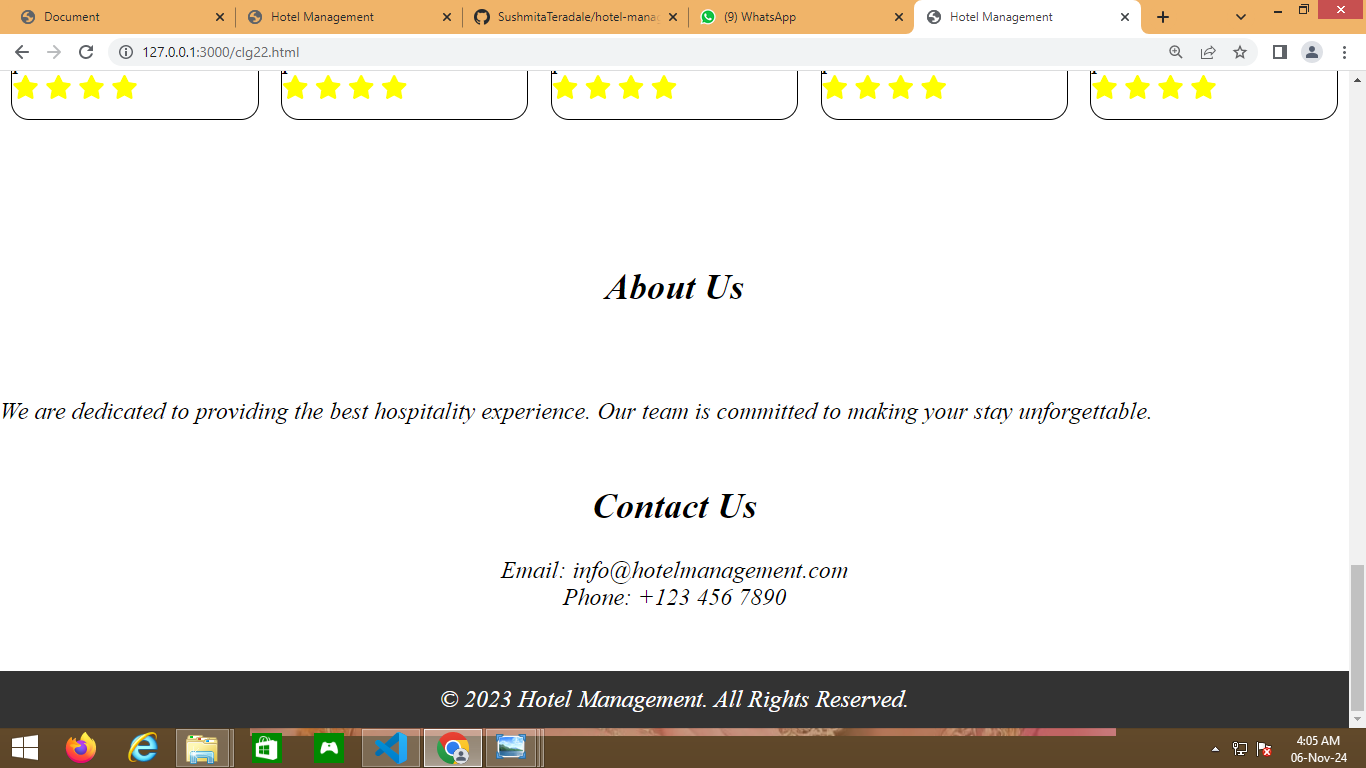 Document
Hotel Management
SushmitaTeradale/hotel-manag
(9) WhatsApp
Hotel Management
127.0.0.1:3000/clg22.html
About Us
We are dedicated to providing the best hospitality experience. Our team is committed to making your stay unforgettable.
Contact Us
Email: info@hotelmanagement.com
Phone: +123 456 7890
© 2023 Hotel Management. All Rights Reserved.
4:05 AM
06-Nov-24